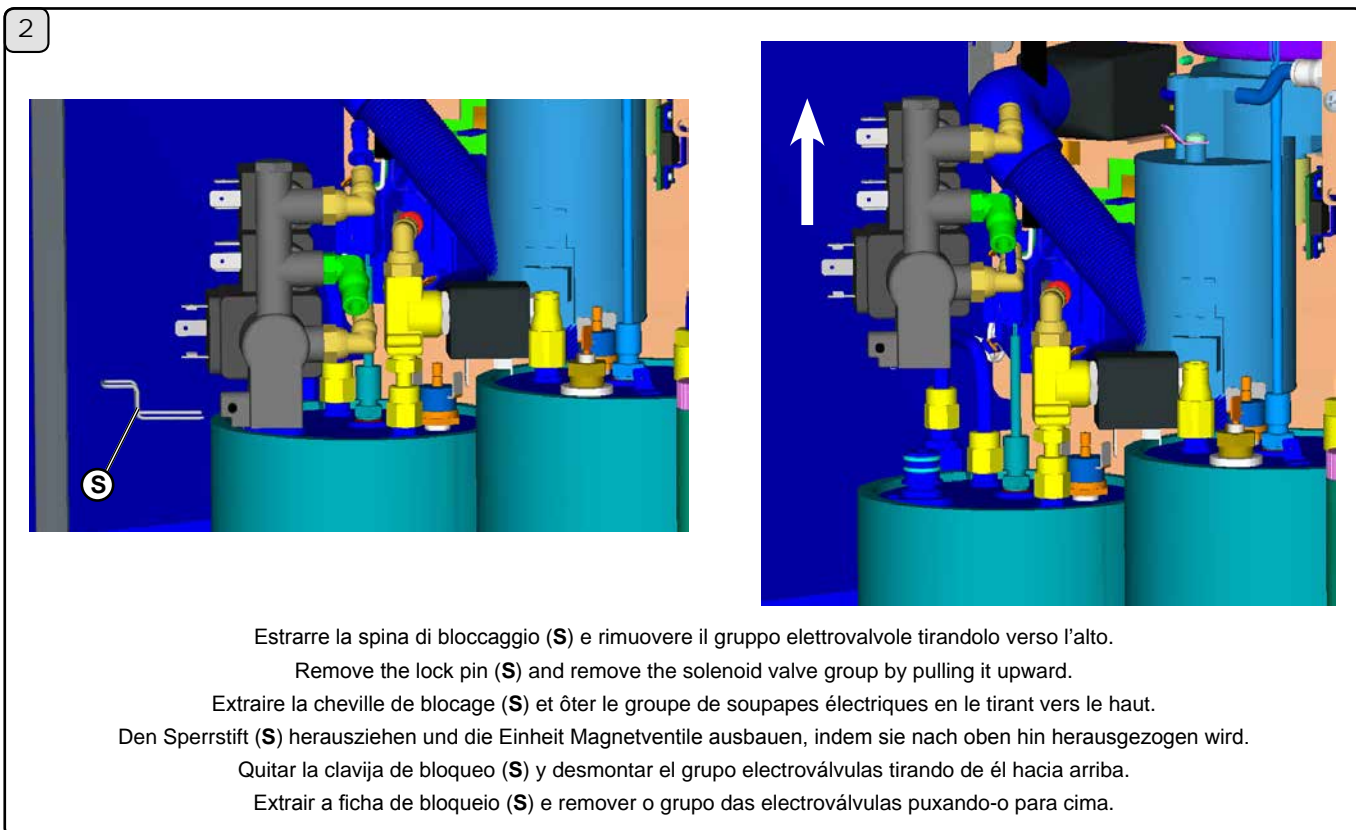 2
S
Estrarre la spina di bloccaggio (S) e rimuovere il gruppo elettrovalvole tirandolo verso l’alto.
Remove the lock pin (S) and remove the solenoid valve group by pulling it upward.
Extraire la cheville de blocage (S) et ôter le groupe de soupapes électriques en le tirant vers le haut.
Den Sperrstift (S) herausziehen und die Einheit Magnetventile ausbauen, indem sie nach oben hin herausgezogen wird.
Quitar la clavija de bloqueo (S) y desmontar el grupo electroválvulas tirando de él hacia arriba.
Extrair a ficha de bloqueio (S) e remover o grupo das electroválvulas puxando-o para cima.